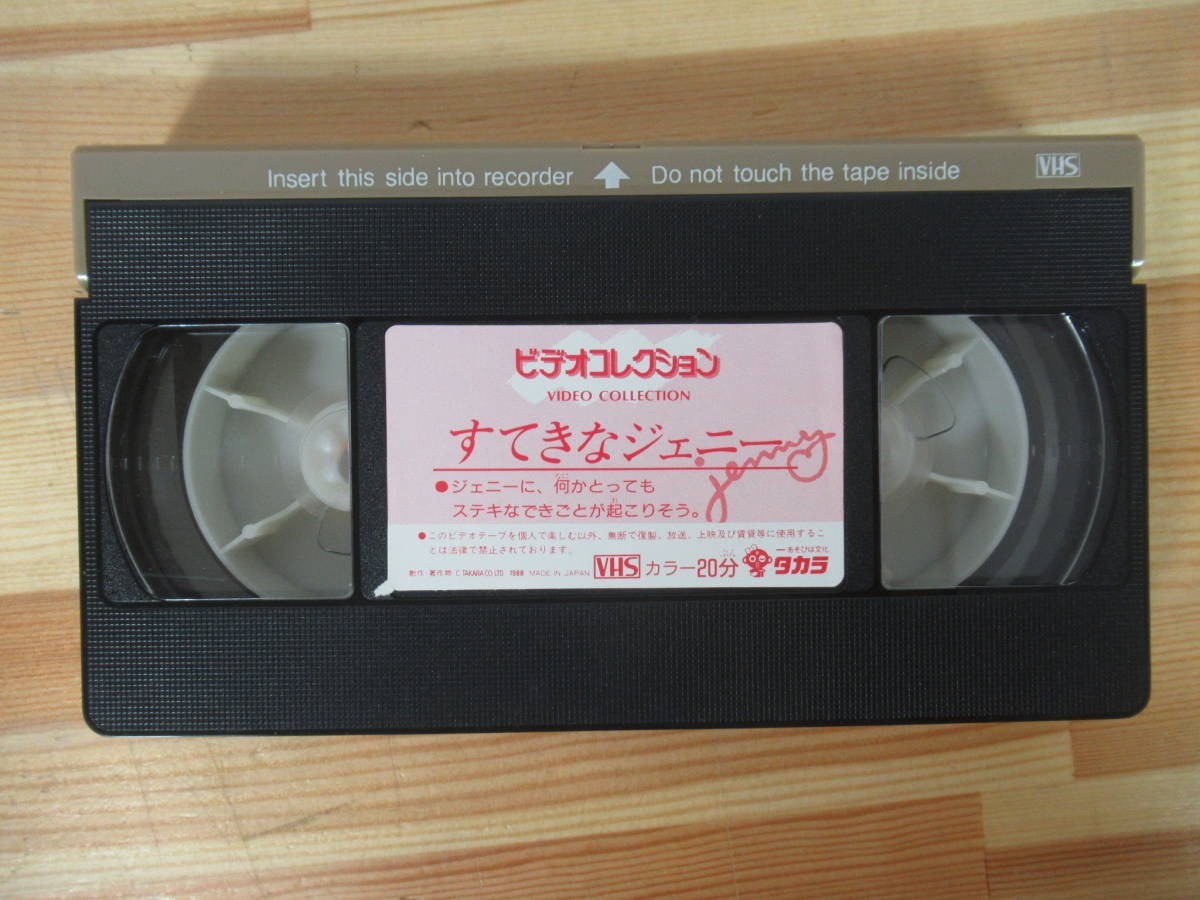 Insert this side into recorder Do not touch the tape inside VHS
ビデオコレクション
VIDEO COLLECTION
すてきなジェニー
jenny
●ジェニーに、何かとっても
ステキなできごとが起こりそう。
●このビデオテープを個人で楽しむ以外、無断で複製、放送、上映及び賃貸等に使用するこ
とは法律で禁止されております。
制作・著作物 C TAKARA CO.,LTD 1988 MADE IN JAPAN VHS カラー20分 ーあそびは文化 タカラ